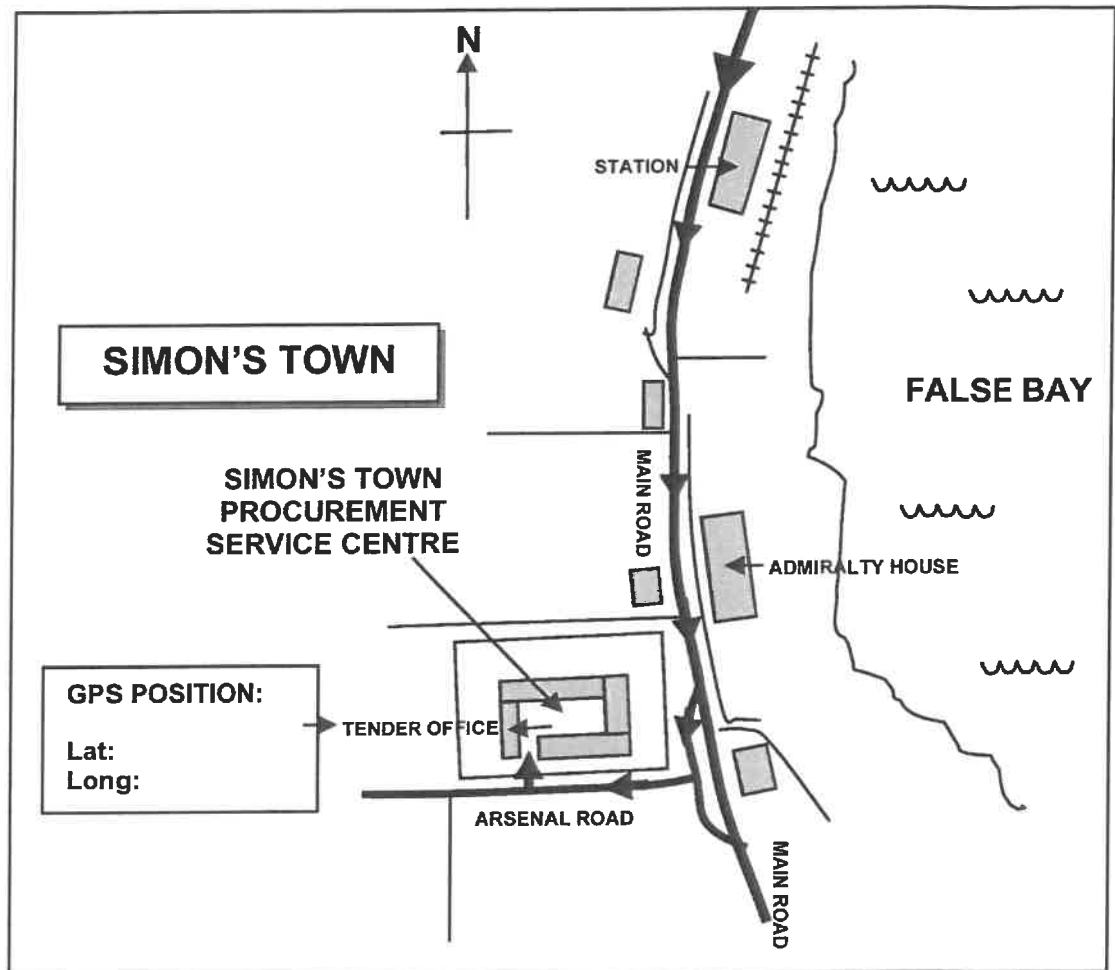 N
STATION
SIMON'S TOWN
FALSE BAY
SIMON'S TOWN
PROCUREMENT
SERVICE CENTRE
MAIN ROAD
ADMIRALTY HOUSE
GPS POSITION:
Lat:
Long:
TENDER OFFICE
ARSENAL ROAD
MAIN ROAD